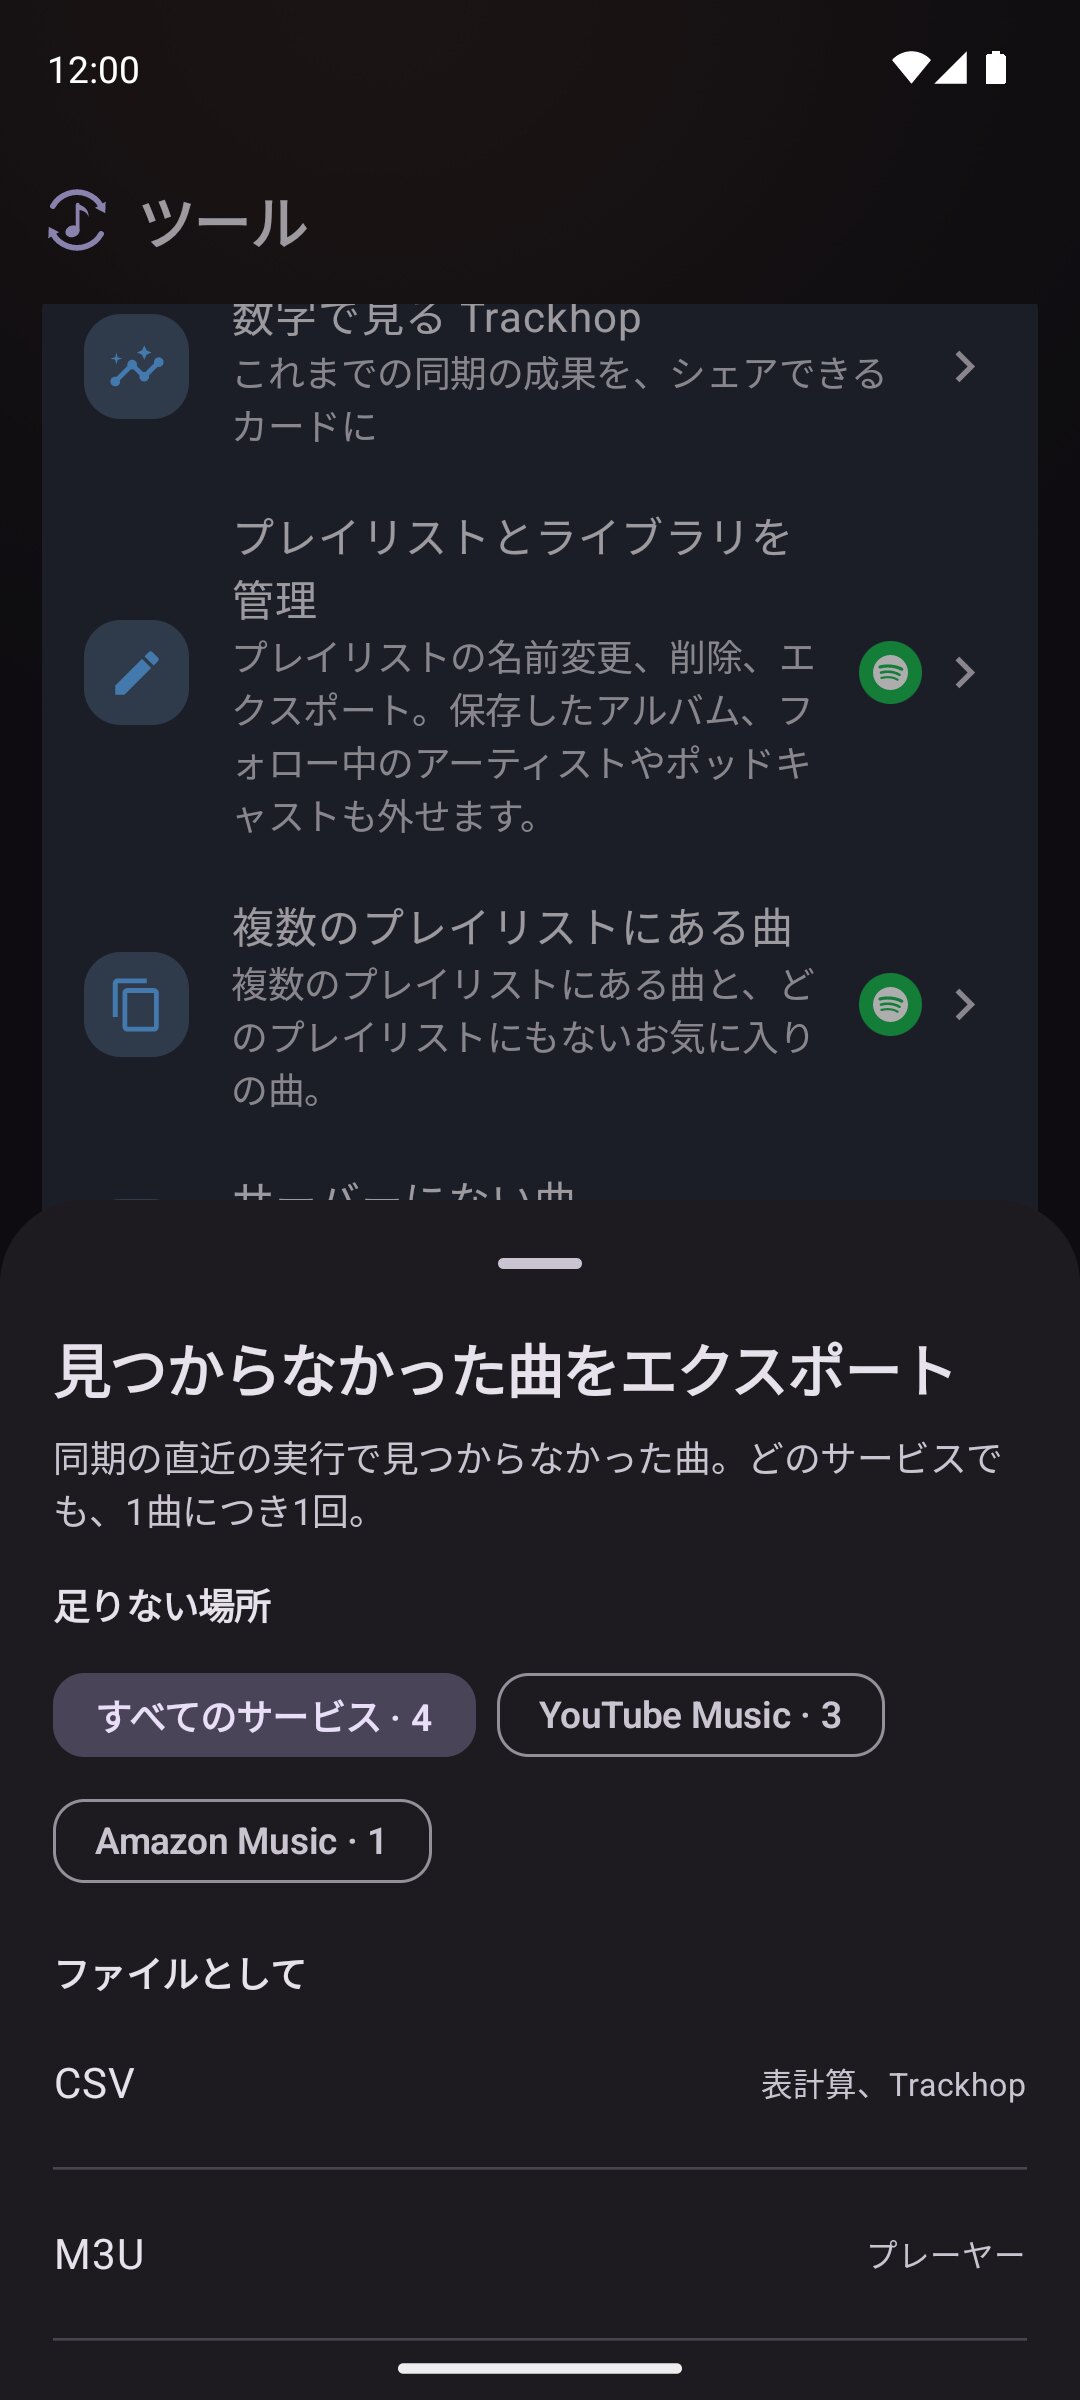 12:00
ツール
数字で見る Trackhop
これまでの同期の成果を、シェアできる
カードに
プレイリストとライブラリを
管理
プレイリストの名前変更、削除、エ
クスポート。保存したアルバム、フ
ォロー中のアーティストやポッドキ
ャストも外せます。
複数のプレイリストにある曲
複数のプレイリストにある曲と、ど
のプレイリストにもないお気に入り
の曲。
サーバーにない曲
見つからなかった曲をエクスポート
同期の直近の実行で見つからなかった曲。どのサービスで
も、1曲につき1回。
足りない場所
すべてのサービス · 4
YouTube Music · 3
Amazon Music · 1
ファイルとして
CSV
表計算、Trackhop
M3U
プレーヤー